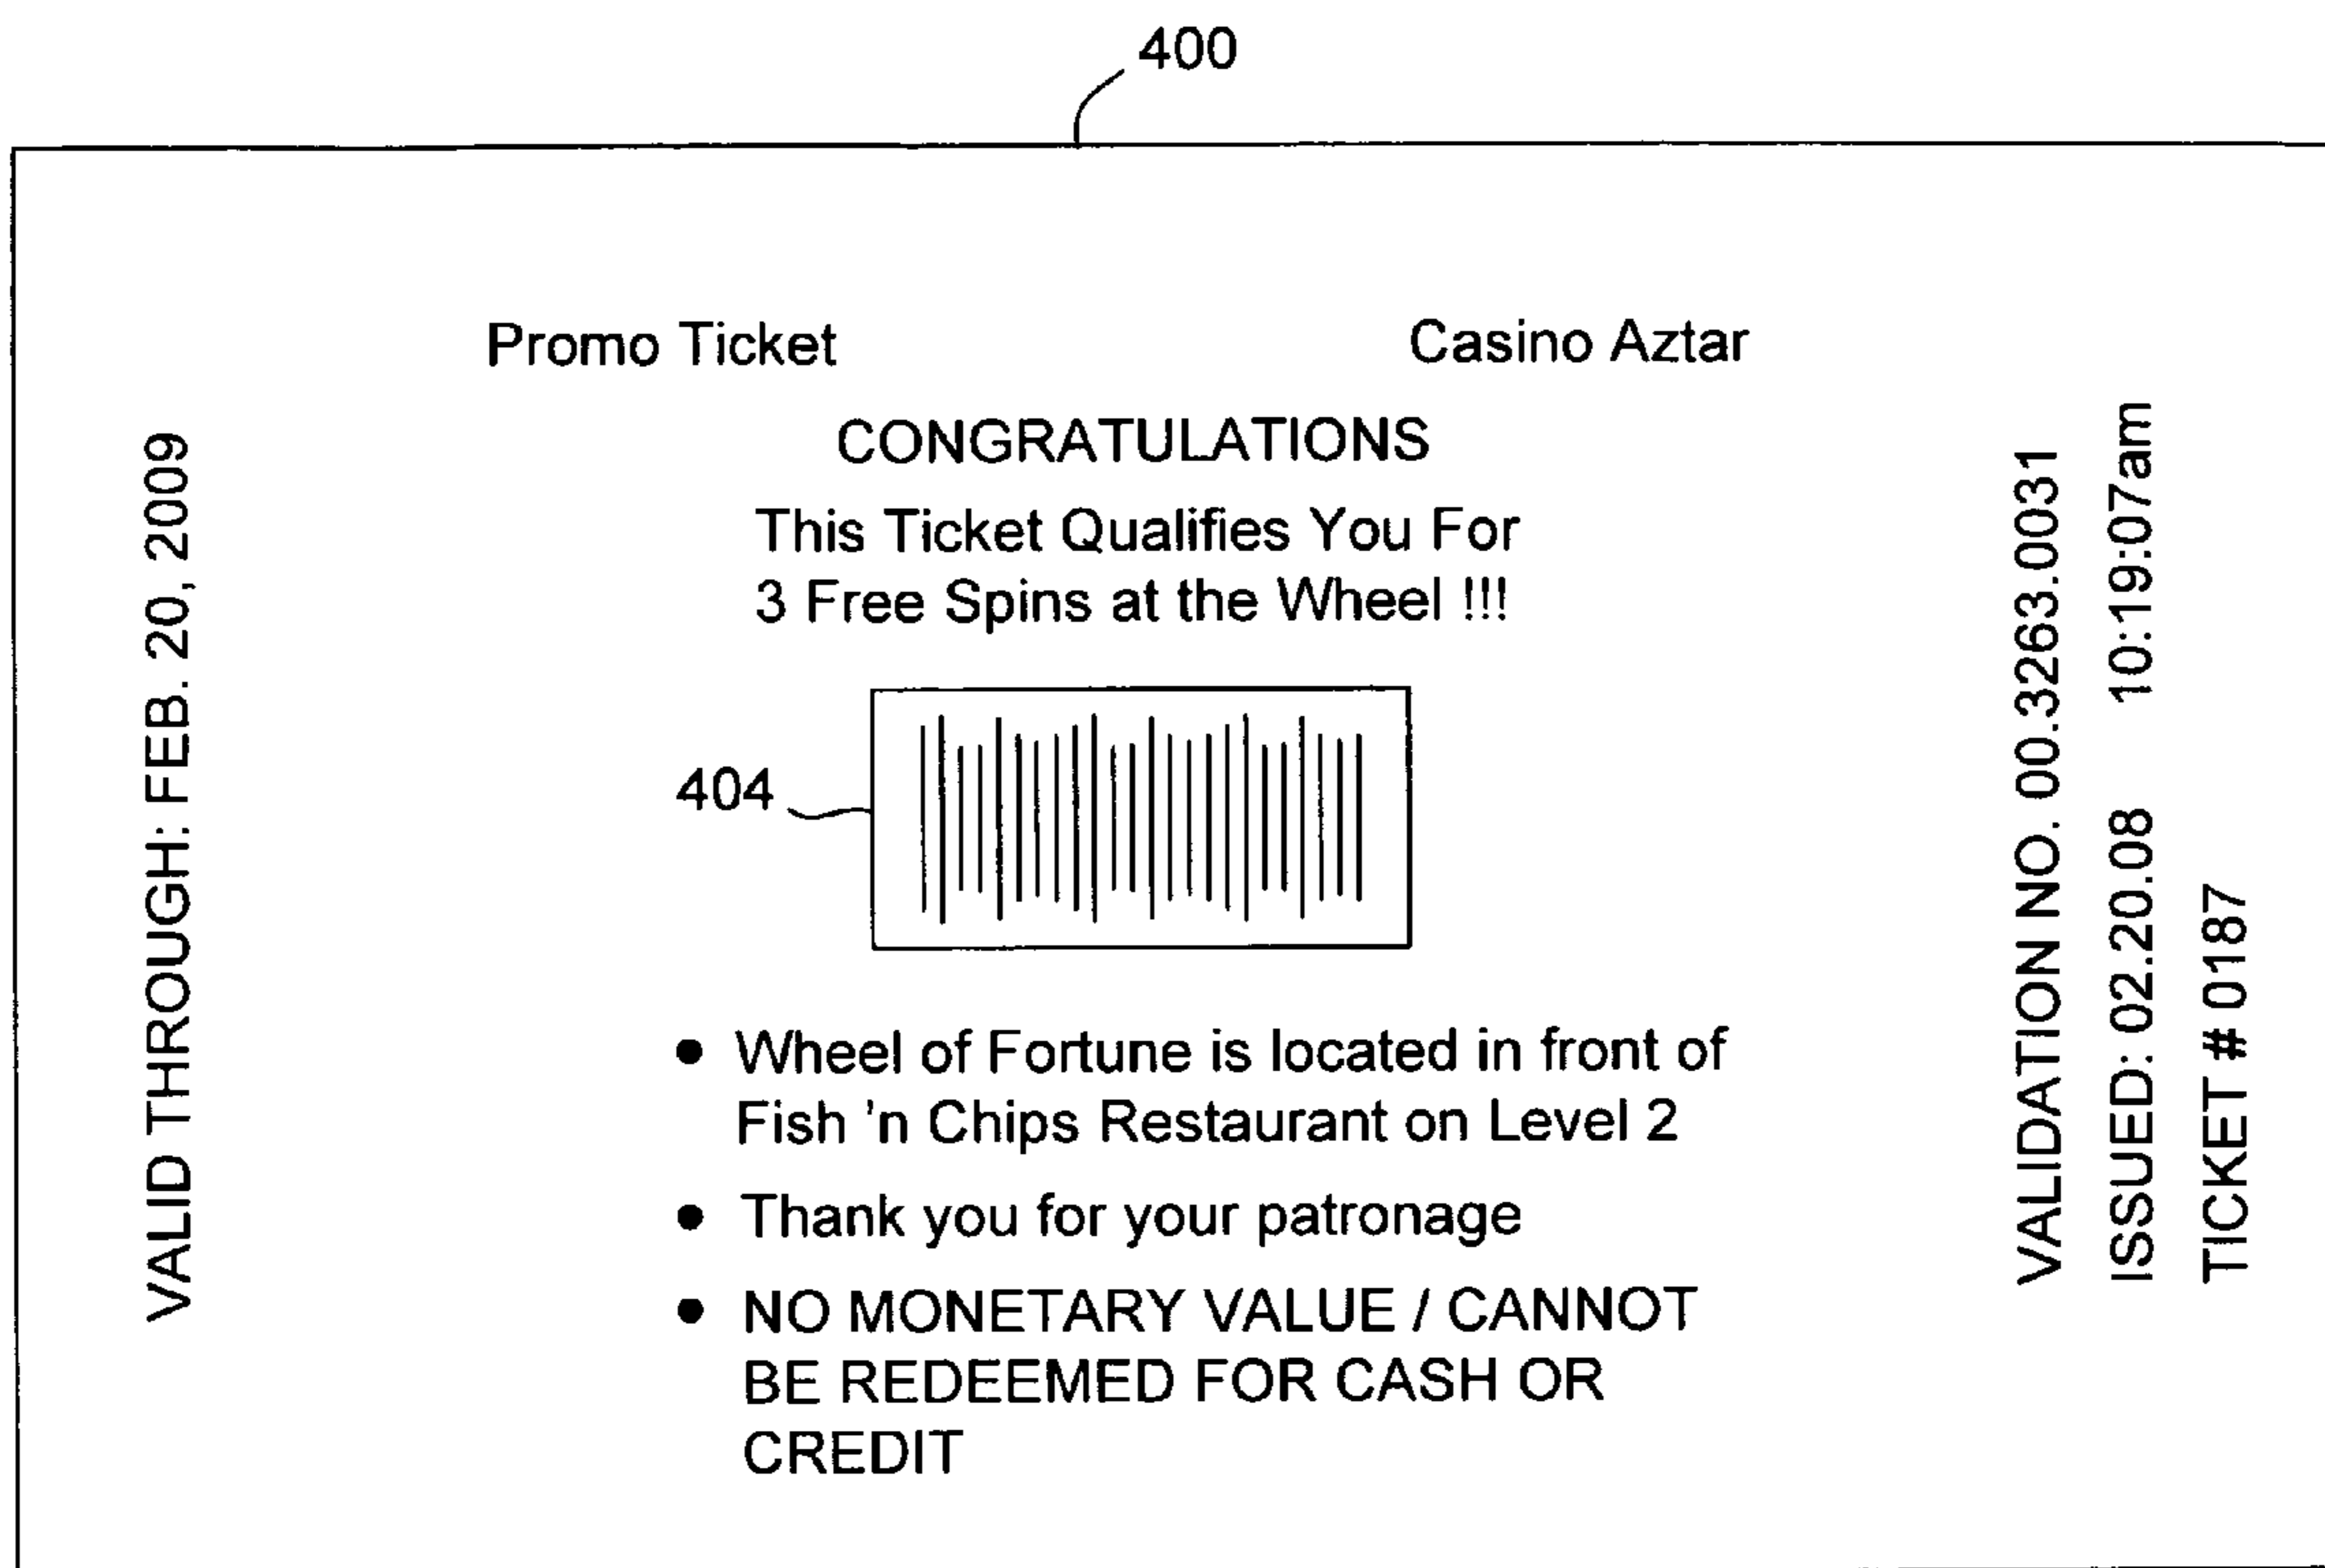 400
Promo Ticket
Casino Aztar
CONGRATULATIONS
This Ticket Qualifies You For
3 Free Spins at the Wheel !!!
404
• Wheel of Fortune is located in front of
Fish 'n Chips Restaurant on Level 2
• Thank you for your patronage
• NO MONETARY VALUE / CANNOT
BE REDEEMED FOR CASH OR
CREDIT
VALID THROUGH: FEB. 20, 2009
VALIDATION NO. 00.3263.0031
ISSUED: 02.20.08 10:19:07am
TICKET # 0187